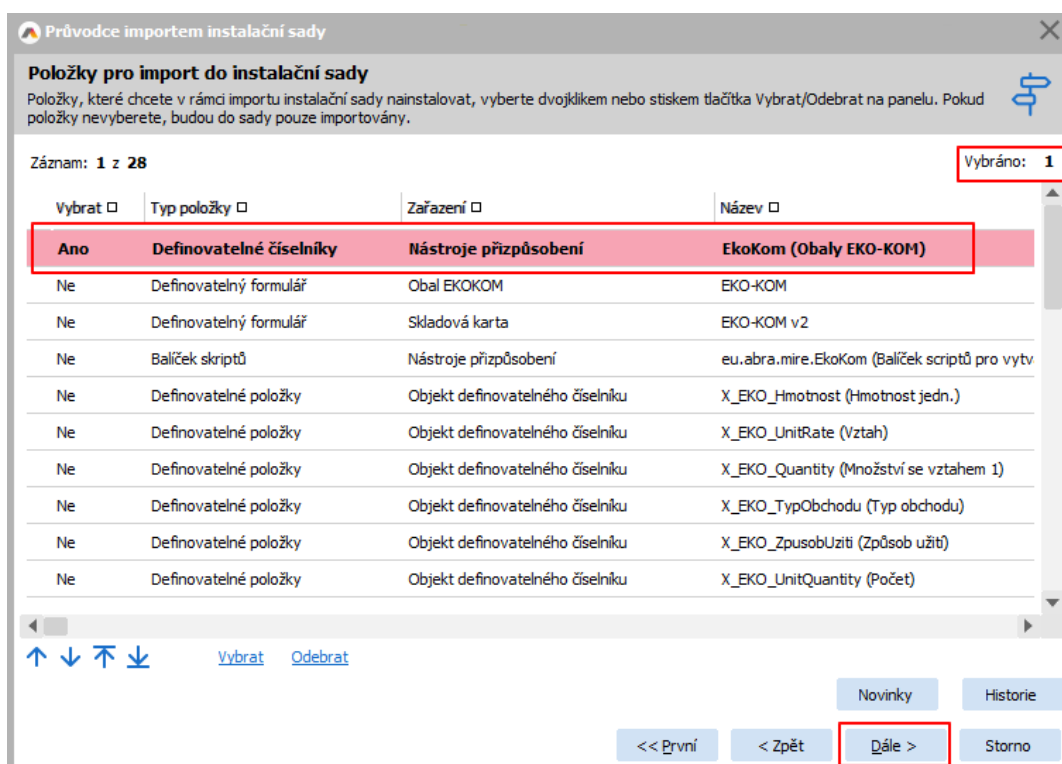 Průvodce importem instalační sady
Položky pro import do instalační sady
Položky, které chcete v rámci importu instalační sady nainstalovat, vyberte dvojklikem nebo stiskem tlačítka Vybrat/Odebrat na panelu. Pokud
položky nevyberete, budou do sady pouze importovány.
Záznam: 1 z 28 Vybráno: 1
Vybrat Typ položky Zařazení Název
Ano Definovatelné číselníky Nástroje přizpůsobení EkoKom (Obaly EKO-KOM)
Ne Definovatelný formulář Obal EKOKOM EKO-KOM
Ne Definovatelný formulář Skladová karta EKO-KOM v2
Ne Balíček skriptů Nástroje přizpůsobení eu.abra.mire.EkoKom (Balíček scriptů pro vytv
Ne Definovatelné položky Objekt definovatelného číselníku X_EKO_Hmotnost (Hmotnost jedn.)
Ne Definovatelné položky Objekt definovatelného číselníku X_EKO_UnitRate (Vztah)
Ne Definovatelné položky Objekt definovatelného číselníku X_EKO_Quantity (Množství se vztahem 1)
Ne Definovatelné položky Objekt definovatelného číselníku X_EKO_TypObchodu (Typ obchodu)
Ne Definovatelné položky Objekt definovatelného číselníku X_EKO_ZpusobUziti (Způsob užití)
Ne Definovatelné položky Objekt definovatelného číselníku X_EKO_UnitQuantity (Počet)
Vybrat Odebrat
Novinky Historie
<< První < Zpět Dále > Storno